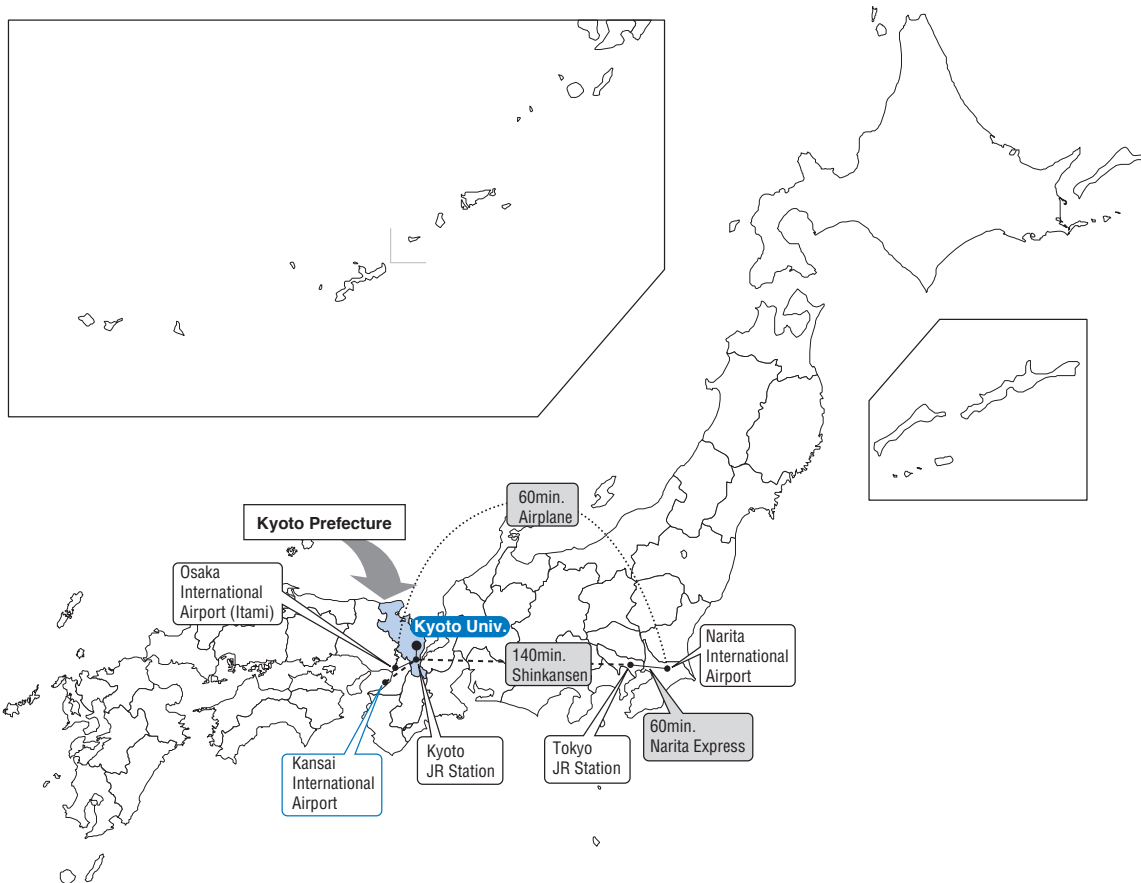 60min.
Airplane
Kyoto Prefecture
Osaka
International
Airport (Itami)
Kyoto Univ.
140min.
Shinkansen
Narita
International
Airport
60min.
Narita Express
Kyoto
JR Station
Tokyo
JR Station
Kansai
International
Airport